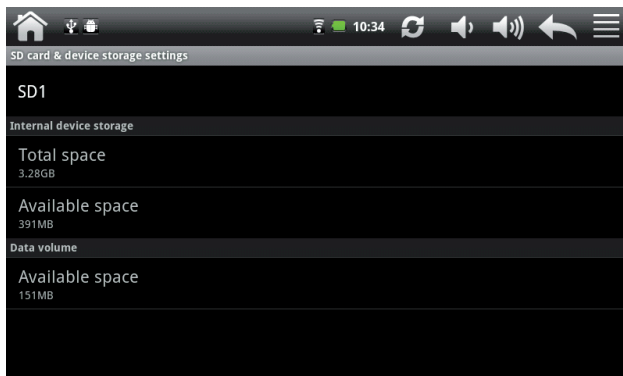 10:34
SD card & device storage settings
SD1
Internal device storage
Total space
3.28GB
Available space
391MB
Data volume
Available space
151MB